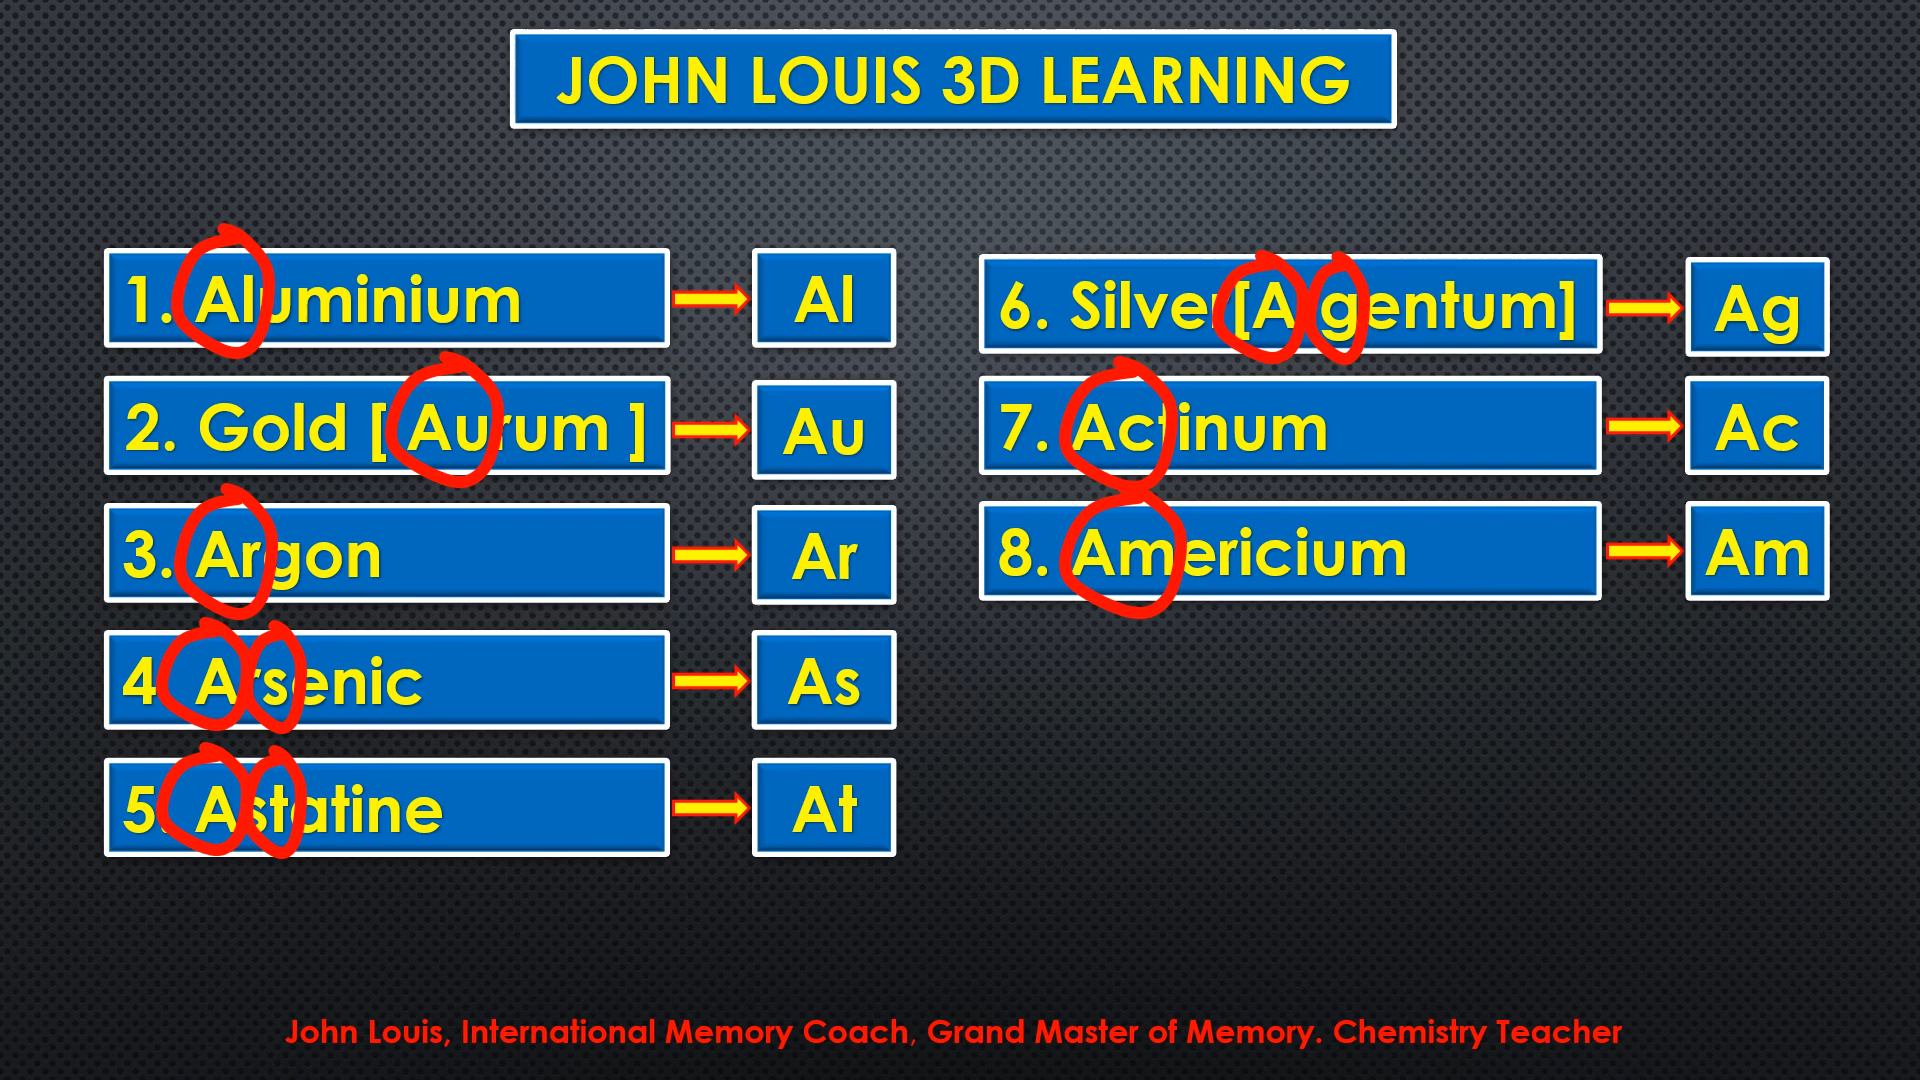 JOHN LOUIS 3D LEARNING
1. Aluminium
Al
2. Gold [ Aurum ]
Au
3. Argon
Ar
4. Arsenic
As
5. Astatine
At
6. Silver[Argentum]
Ag
7. Actinum
Ac
8. Americium
Am
John Louis, International Memory Coach, Grand Master of Memory. Chemistry Teacher